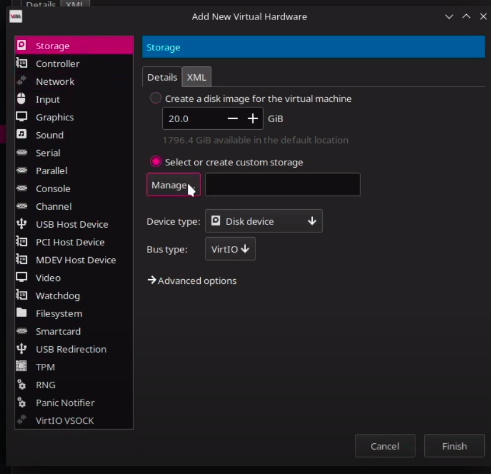 Details XML
Add New Virtual Hardware
Storage
Controller
Network
Input
Graphics
Sound
Serial
Parallel
Console
Channel
USB Host Device
PCI Host Device
MDEV Host Device
Video
Watchdog
Filesystem
Smartcard
USB Redirection
TPM
RNG
Panic Notifier
VirtIO VSOCK
Storage
Details XML
Create a disk image for the virtual machine
20.0 − + GiB
1796.4 GiB available in the default location
Select or create custom storage
Manage
Device type: Disk device
Bus type: VirtIO
Advanced options
Cancel Finish